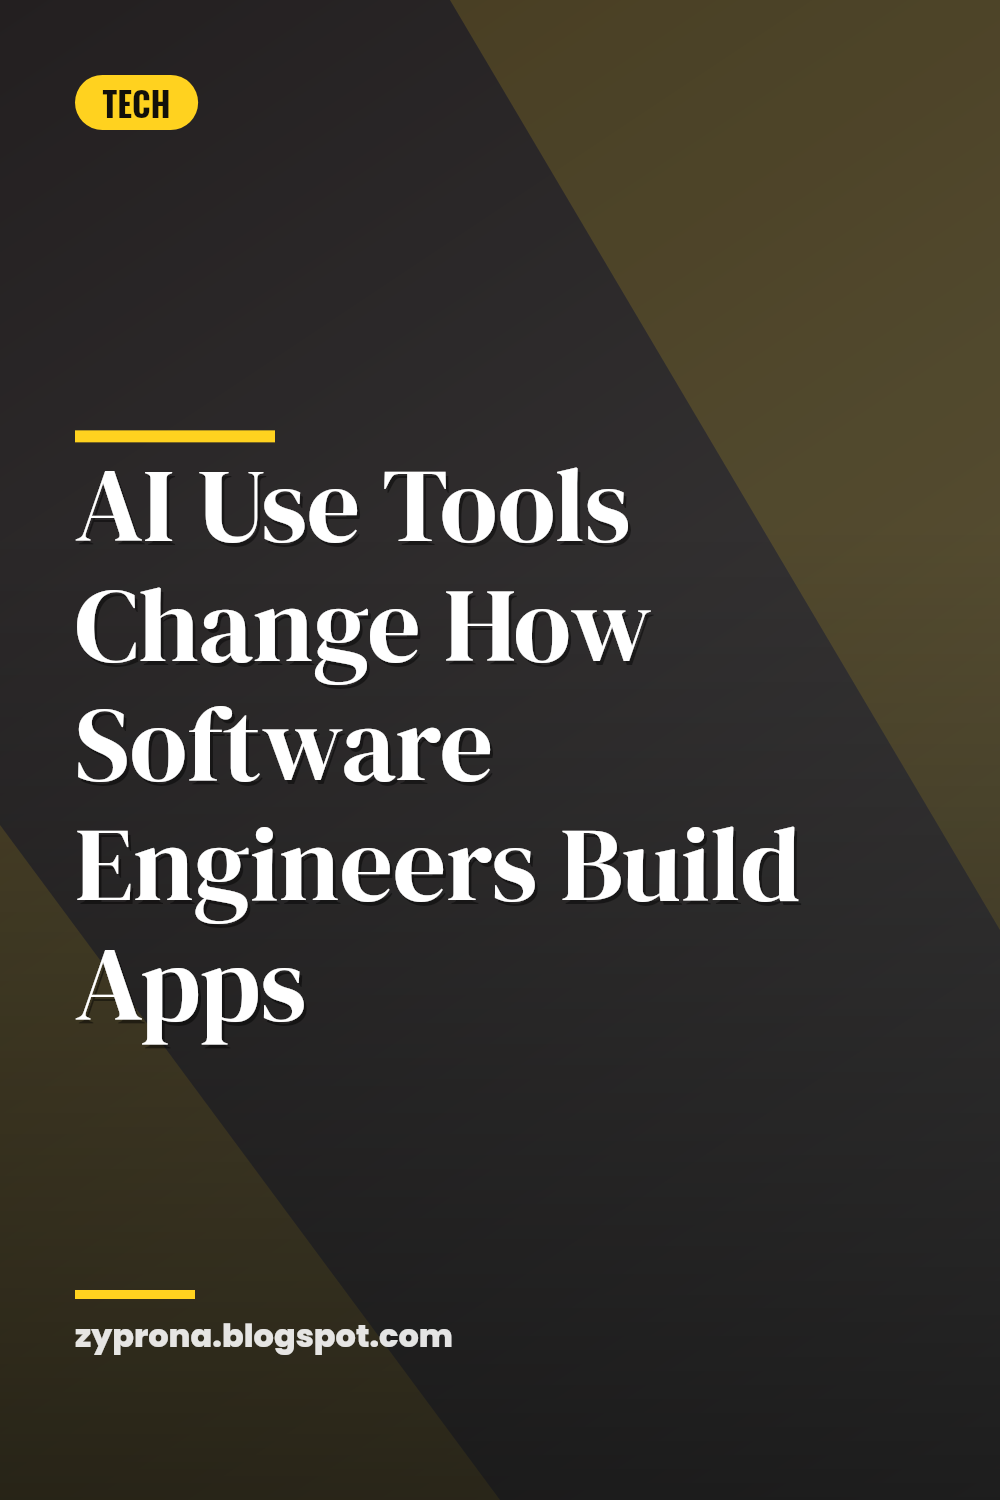 TECH
AI Use Tools
Change How
Software
Engineers Build
Apps
zyprona.blogspot.com